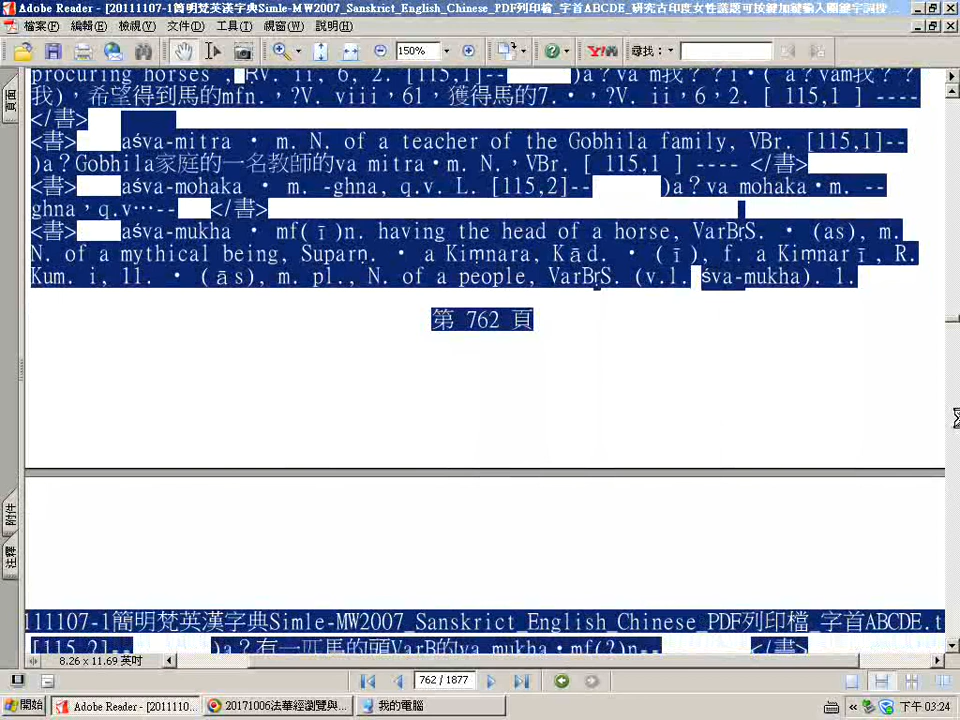 Adobe Reader - [20111107-1簡明梵英漢字典Simle-MW2007_Sanskrict_English_Chinese_PDF列印檔_字首ABCDE_研究古印度女性議題可按
檔案(F) 編輯(E) 檢視(V) 文件(D) 工具(T) 視窗(W) 說明(H)
150% Y! 尋找：
頁面
procuring horses , RV. ii, 6, 2. [115,1]-- )a？va m我？？i・( a？vam我？？
我)，希望得到馬的mfn.，?V. viii，61，獲得馬的7.・，?V. ii，6，2. [ 115,1 ] ----
</書>
<書> aśva-mitra ・ m. N. of a teacher of the Gobhila family, VBr. [115,1]--
)a？Gobhila家庭的一名教師的va mitra・m. N.，VBr. [ 115,1 ] ---- </書>
<書> aśva-mohaka ・ m. -ghna, q.v. L. [115,2]-- )a？va mohaka・m. --
ghna，q.v…-- </書>
<書> aśva-mukha ・ mf(ī)n. having the head of a horse, VarBṛS. ・ (as), m.
N. of a mythical being, Suparṇ. ・ a Kiṃnara, Kād. ・ (ī), f. a Kiṃnarī, R.
Kum. i, 11. ・ (ās), m. pl., N. of a people, VarBṛS. (v.l. śva-mukha). 1.
第 762 頁
附件
注釋
111107-1簡明梵英漢字典Simle-MW2007_Sanskrict_English_Chinese_PDF列印檔_字首ABCDE.t
[115,2]-- )a？有一匹馬的頭VarB的va mukha・mf(?)n-- </書>
8.26 x 11.69 英吋
762 / 1877
開始 Adobe Reader - [2011110... 20171006法華經瀏覽與... 我的電腦 下午 03:24